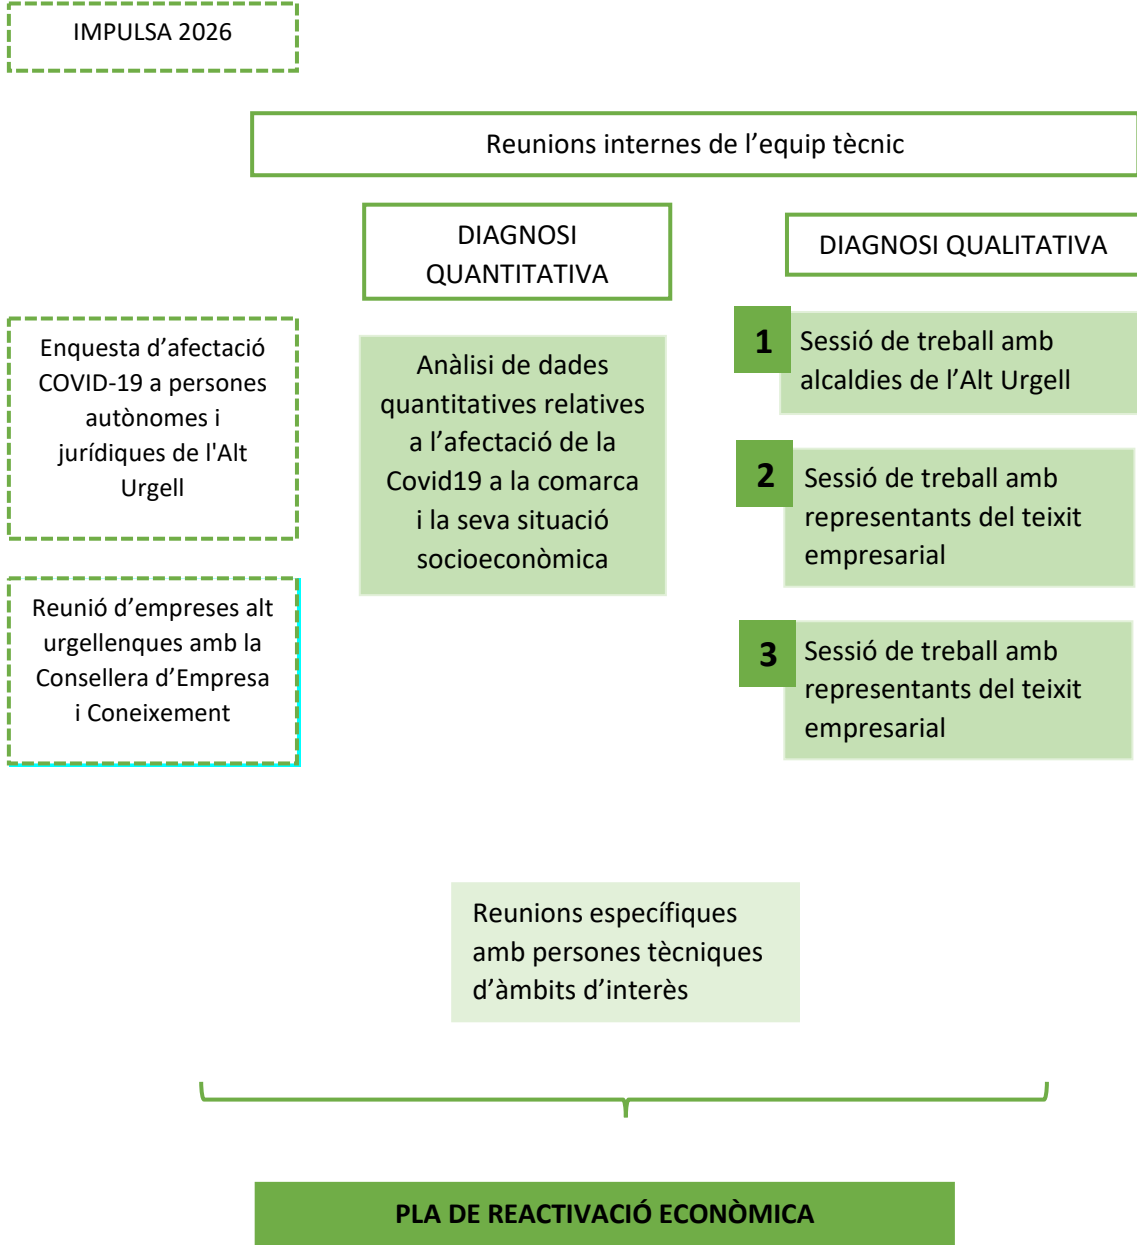 IMPULSA 2026
Reunions internes de l’equip tècnic
DIAGNOSI
QUANTITATIVA
DIAGNOSI QUALITATIVA
Enquesta d’afectació
COVID-19 a persones
autònomes i
jurídiques de l'Alt
Urgell
Reunió d’empreses alt
urgellenques amb la
Consellera d’Empresa
i Coneixement
Anàlisi de dades
quantitatives relatives
a l’afectació de la
Covid19 a la comarca
i la seva situació
socioeconòmica
1
Sessió de treball amb
alcaldies de l’Alt Urgell
2
Sessió de treball amb
representants del teixit
empresarial
3
Sessió de treball amb
representants del teixit
empresarial
Reunions específiques
amb persones tècniques
d’àmbits d’interès
PLA DE REACTIVACIÓ ECONÒMICA